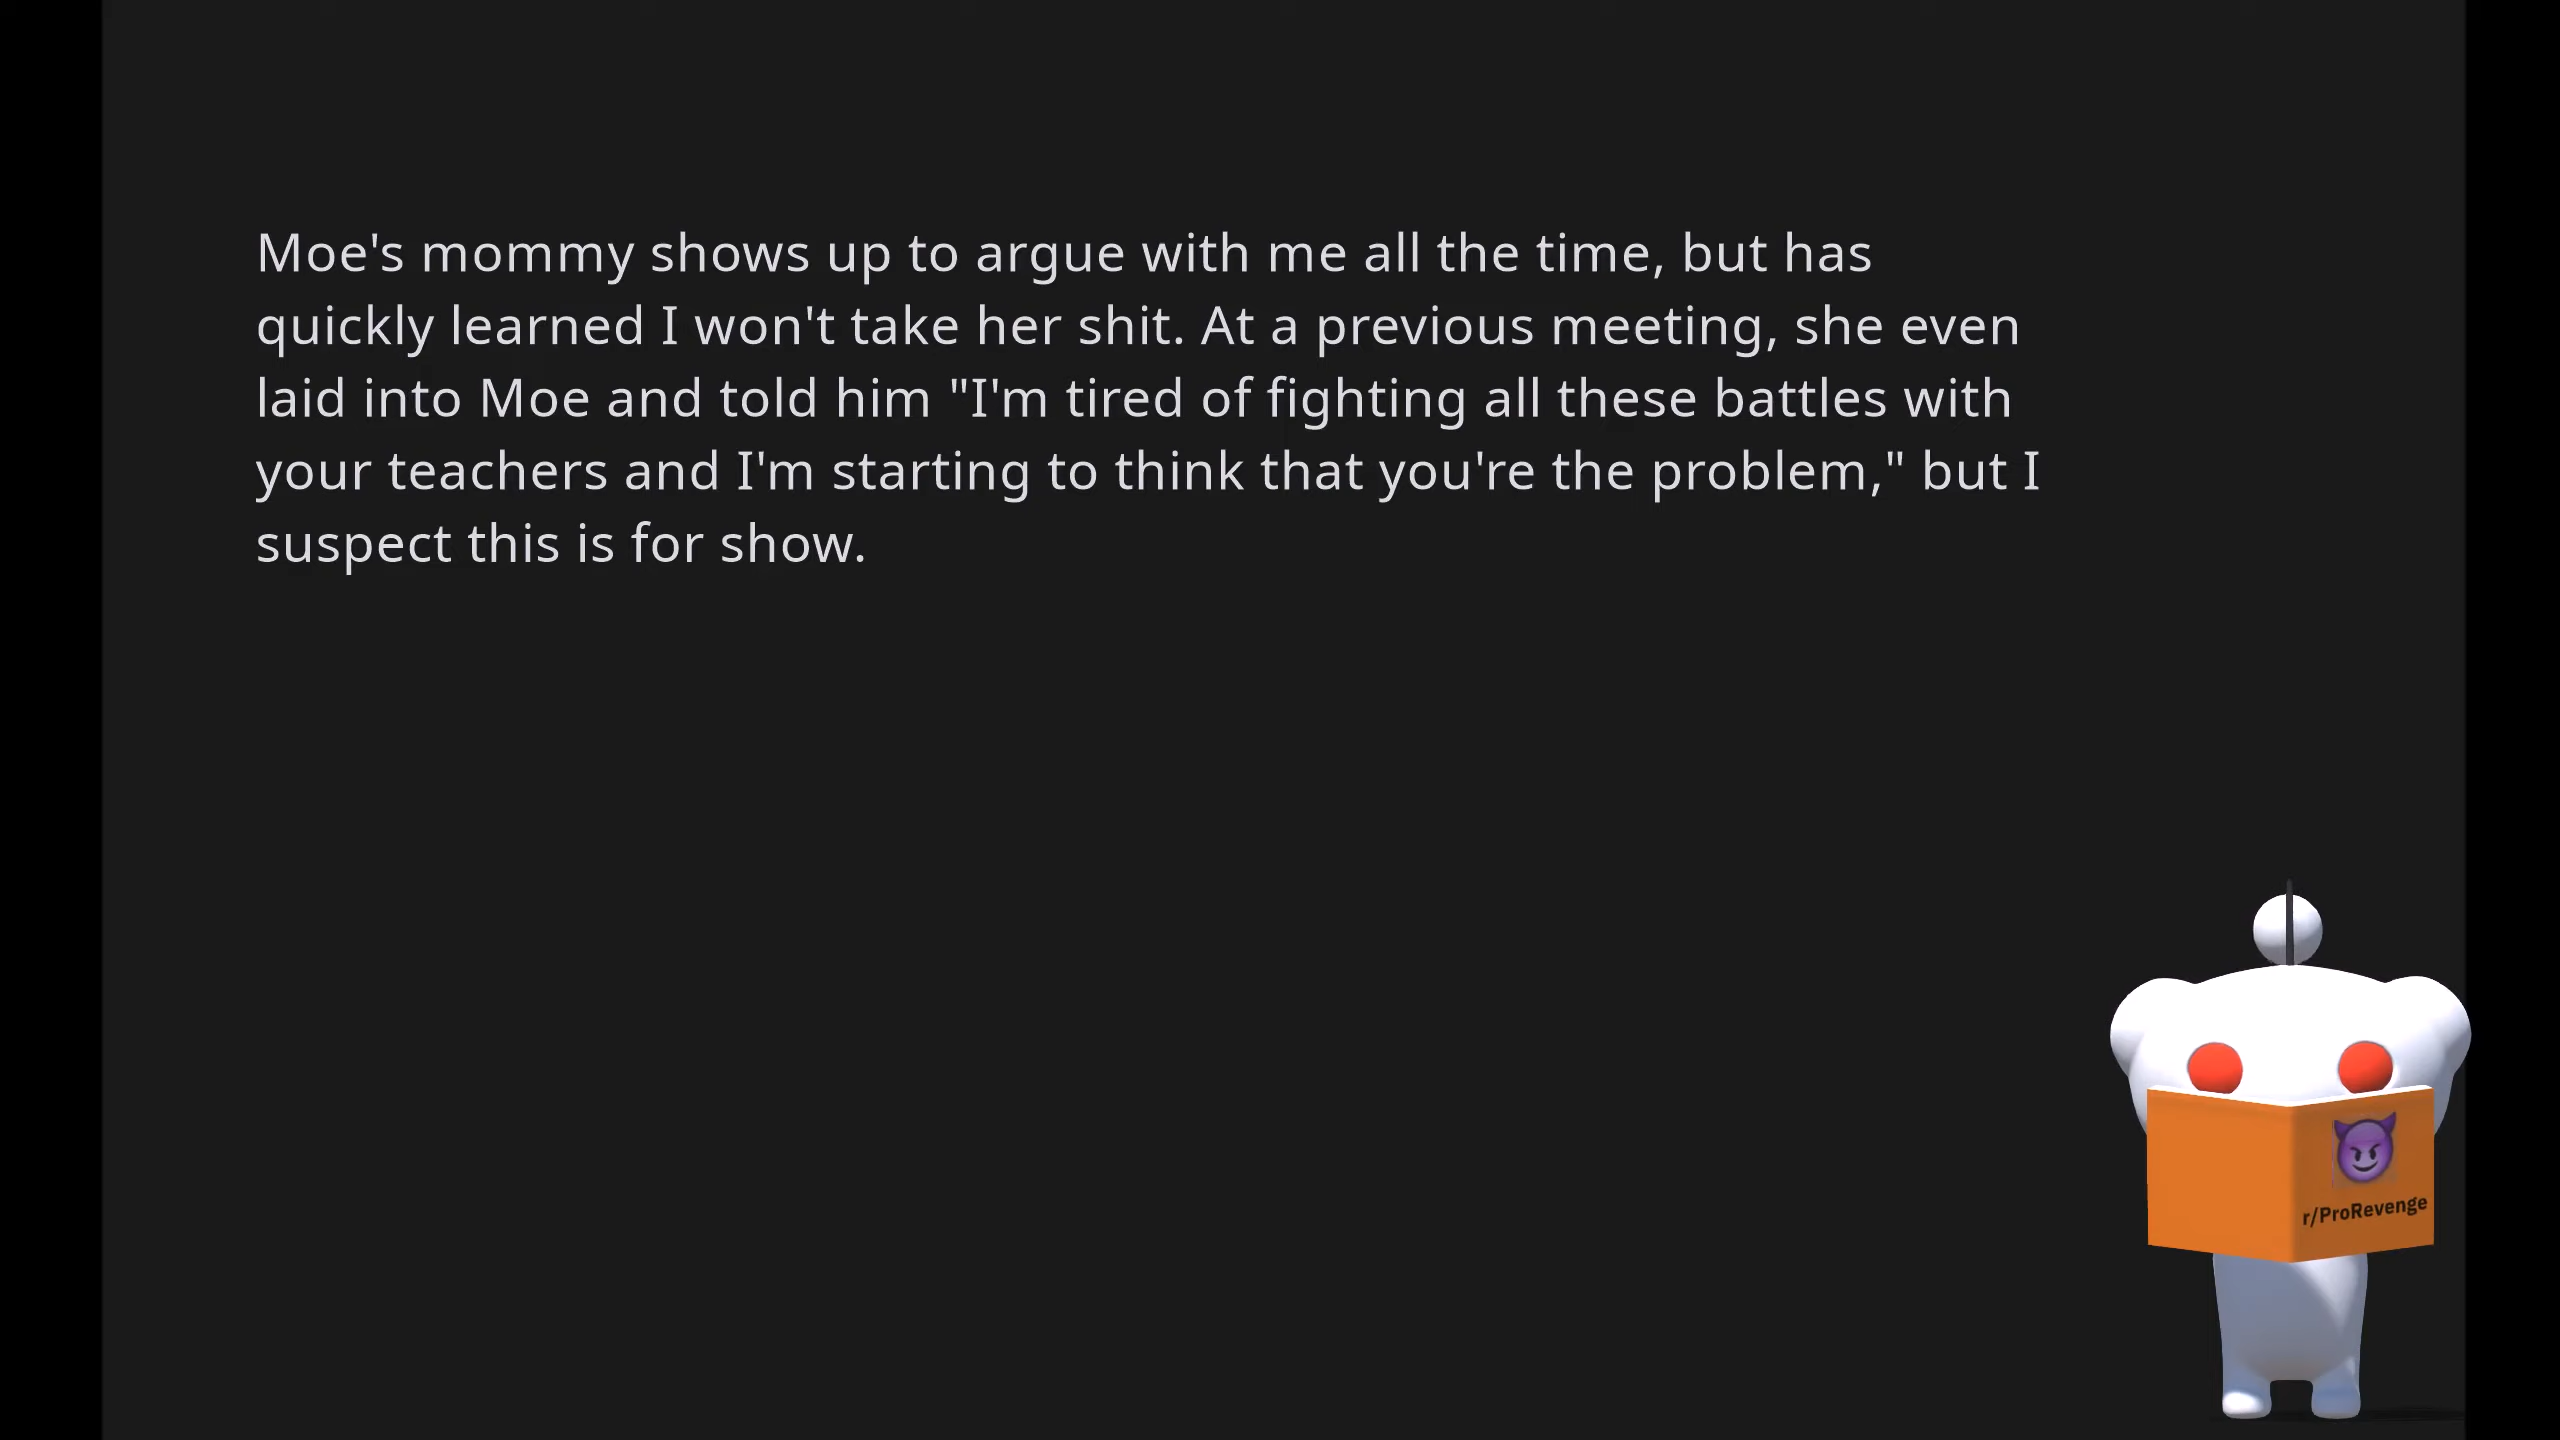 Moe's mommy shows up to argue with me all the time, but has
quickly learned I won't take her shit. At a previous meeting, she even
laid into Moe and told him "I'm tired of fighting all these battles with
your teachers and I'm starting to think that you're the problem," but I
suspect this is for show.
r/ProRevenge